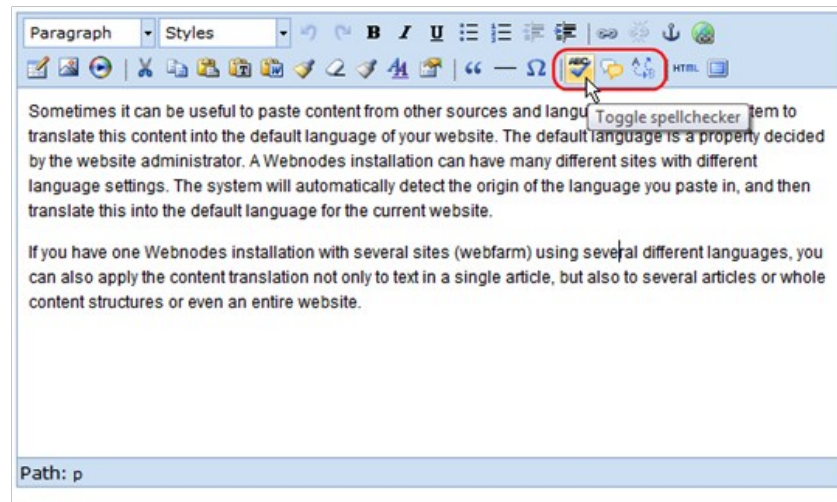 Paragraph Styles B I U
ABC HTML
Toggle spellchecker
Sometimes it can be useful to paste content from other sources and langu tem to
translate this content into the default language of your website. The default language is a property decided
by the website administrator. A Webnodes installation can have many different sites with different
language settings. The system will automatically detect the origin of the language you paste in, and then
translate this into the default language for the current website.
If you have one Webnodes installation with several sites (webfarm) using several different languages, you
can also apply the content translation not only to text in a single article, but also to several articles or whole
content structures or even an entire website.
Path: p